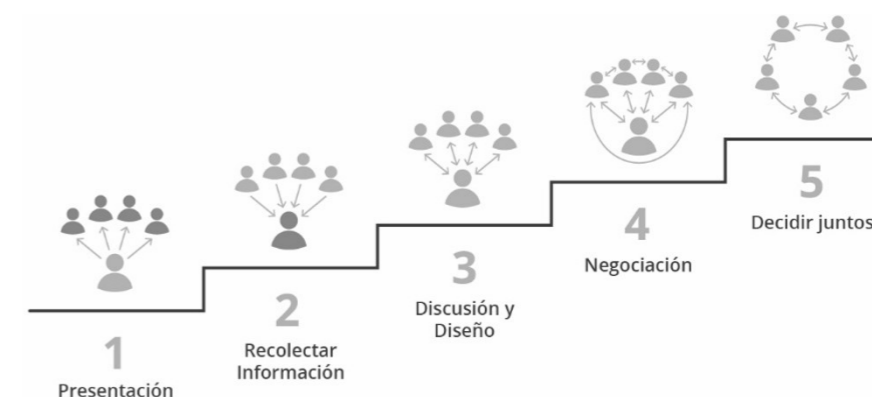 1
Presentación
2
Recolectar
Información
3
Discusión y
Diseño
4
Negociación
5
Decidir juntos